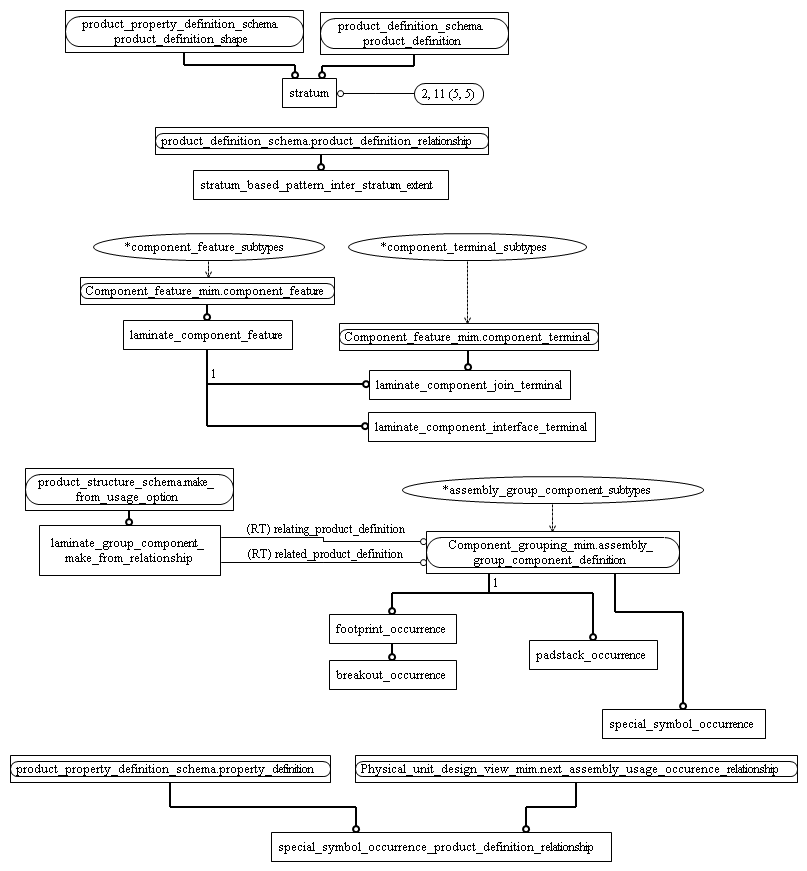 product_property_definition_schema.
product_definition_shape
product_definition_schema.
product_definition
stratum
2, 11 (5, 5)
product_definition_schema.product_definition_relationship
stratum_based_pattern_inter_stratum_extent
*component_feature_subtypes
*component_terminal_subtypes
Component_feature_mim.component_feature
laminate_component_feature
Component_feature_mim.component_terminal
1
laminate_component_join_terminal
laminate_component_interface_terminal
product_structure_schema.make_
from_usage_option
*assembly_group_component_subtypes
laminate_group_component_
make_from_relationship
(RT) relating_product_definition
(RT) related_product_definition
Component_grouping_mim.assembly_
group_component_definition
1
footprint_occurrence
padstack_occurrence
breakout_occurrence
special_symbol_occurrence
product_property_definition_schema.property_definition
Physical_unit_design_view_mim.next_assembly_usage_occurence_relationship
special_symbol_occurrence_product_definition_relationship